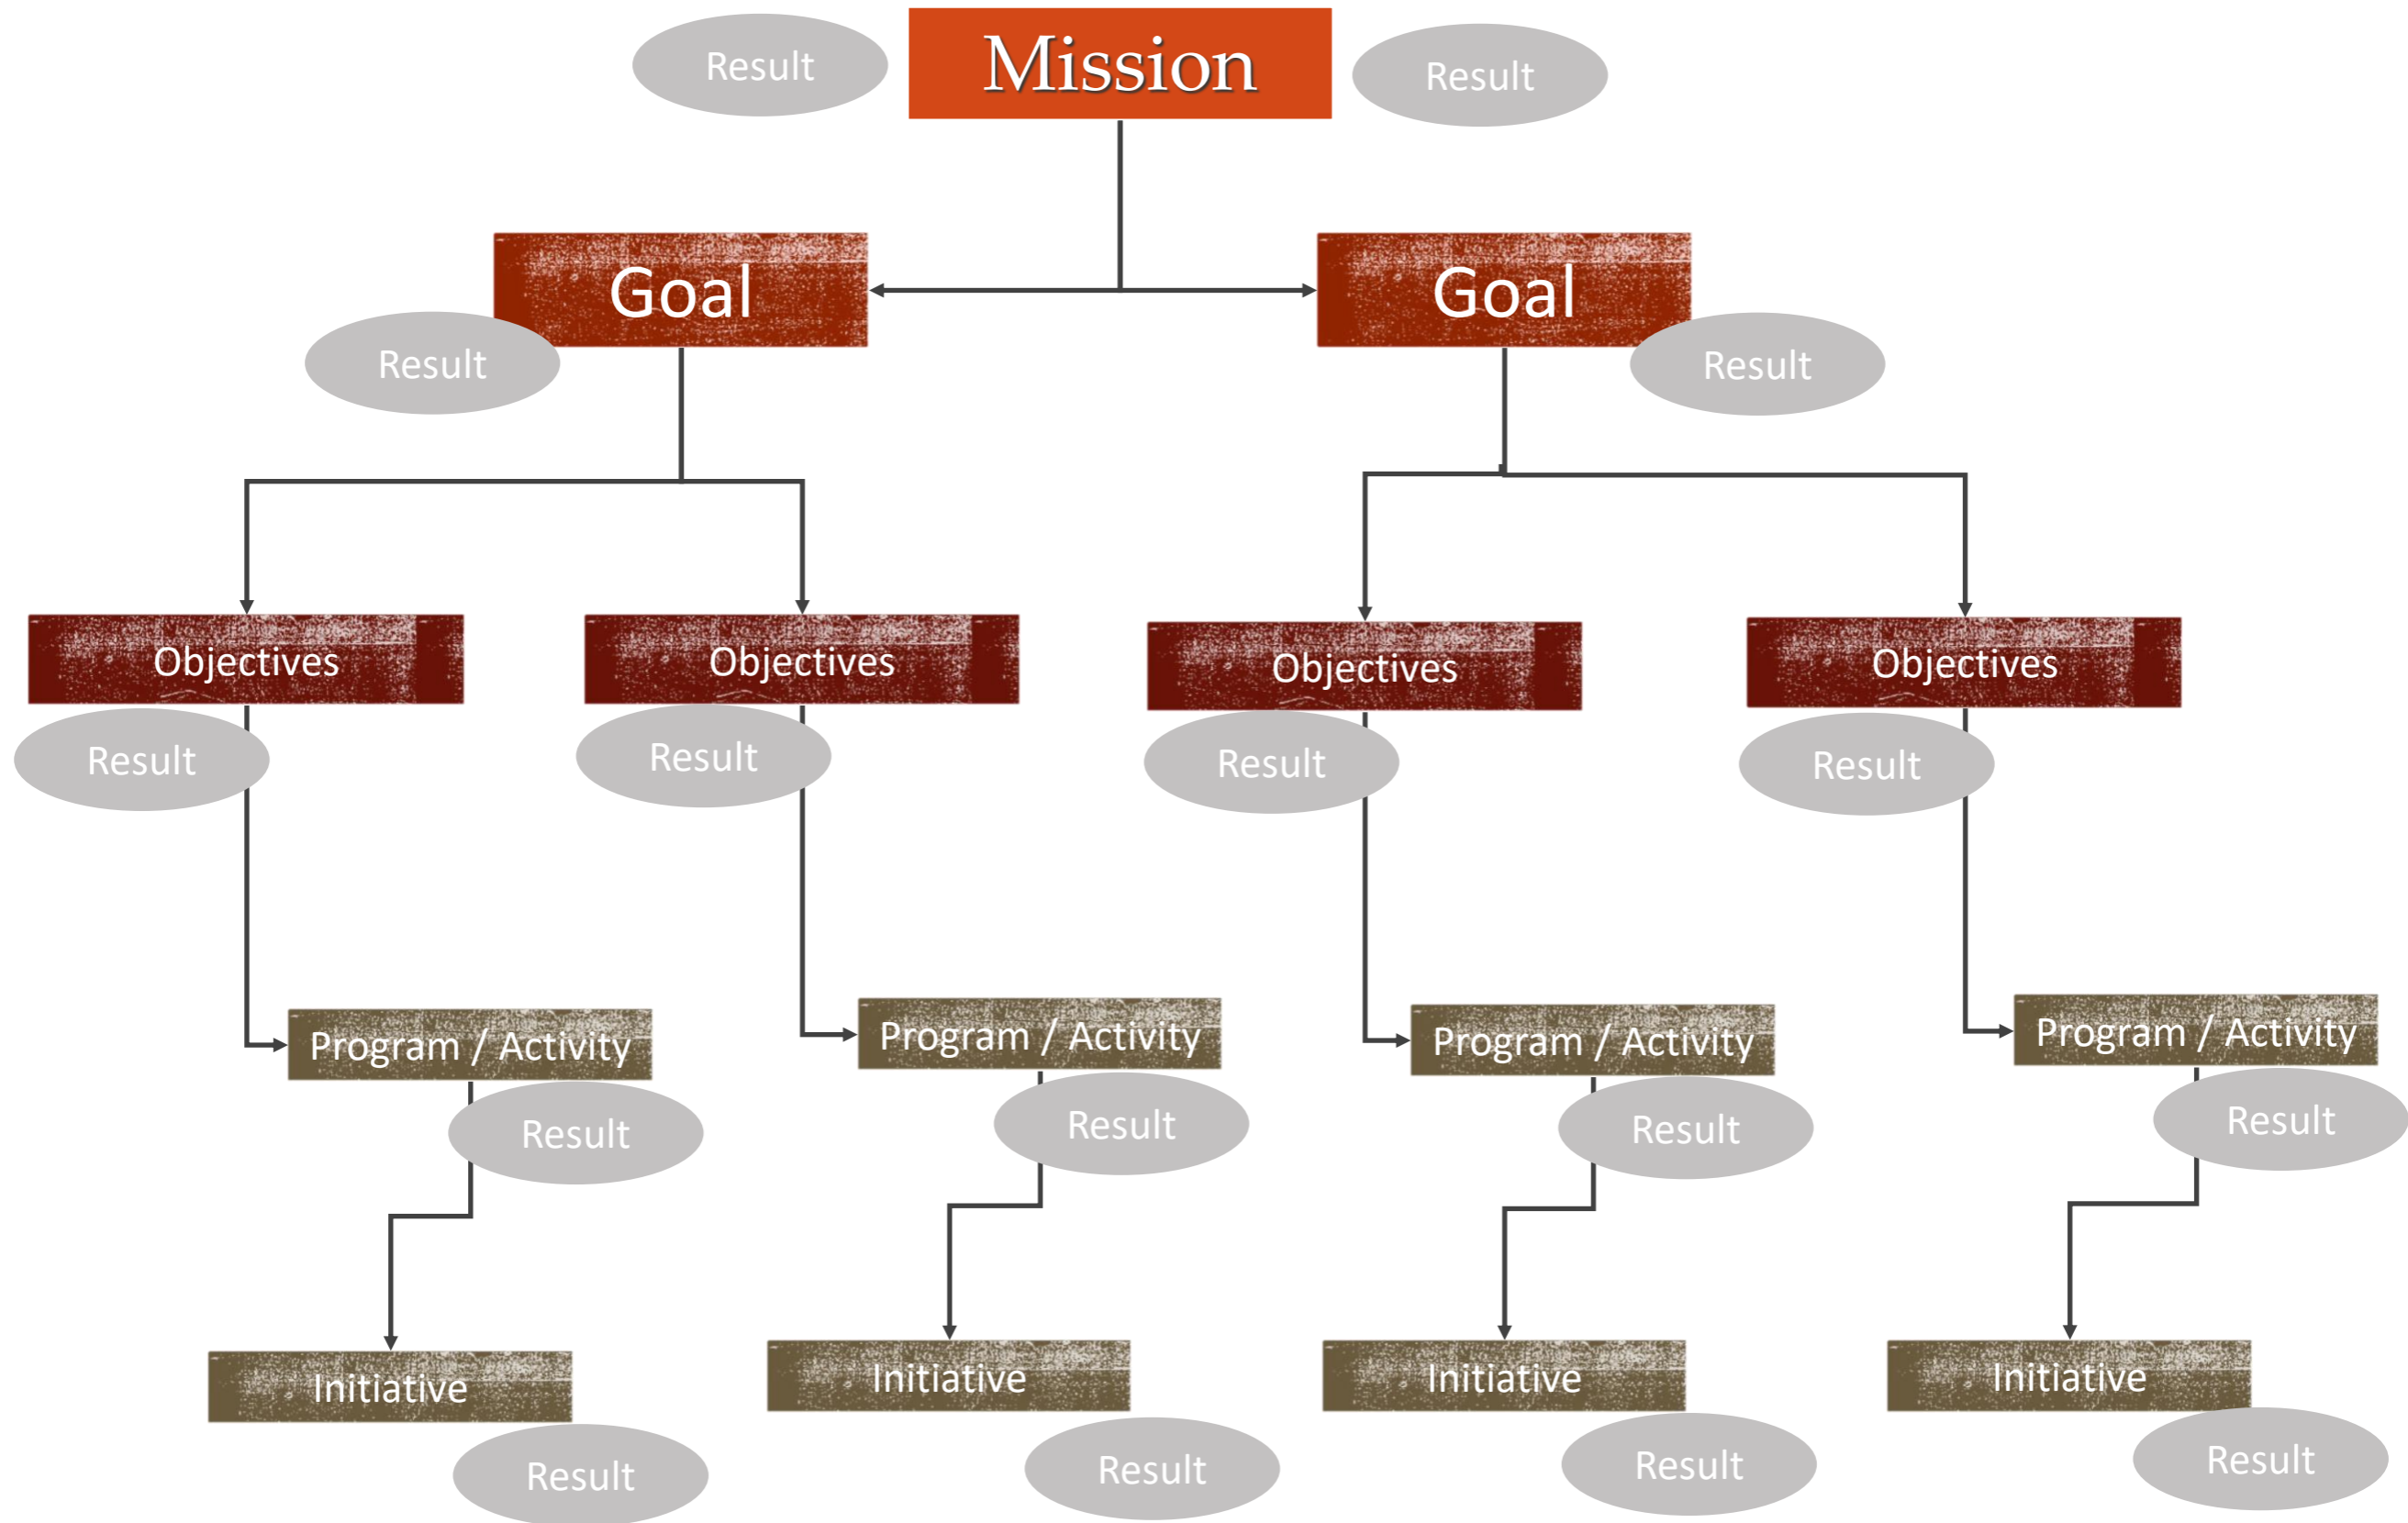 Result
Mission
Result
Goal
Goal
Result
Result
Objectives
Objectives
Objectives
Objectives
Result
Result
Result
Result
Program / Activity
Program / Activity
Program / Activity
Program / Activity
Result
Result
Result
Result
Initiative
Initiative
Initiative
Initiative
Result
Result
Result
Result